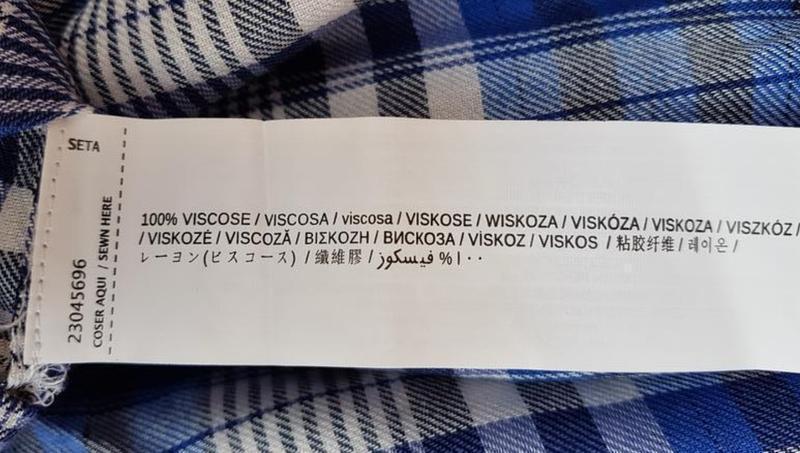 SETA
23045696
COSER AQUI / SEWN HERE
100% VISCOSE / VISCOSA / viscosa / VISKOSE / WISKOZA / VISKÓZA / VISKOZA / VISZKÓZ /
/ VISKOZĖ / VISCOZĂ / ΒΙΣΚΟΖΗ / ВИСКОЗА / VİSKOZ / VISKOS / 粘胶纤维 / 레이온 /
レーヨン(ビスコース) / 纖維膠 / فيسكوز %١٠٠